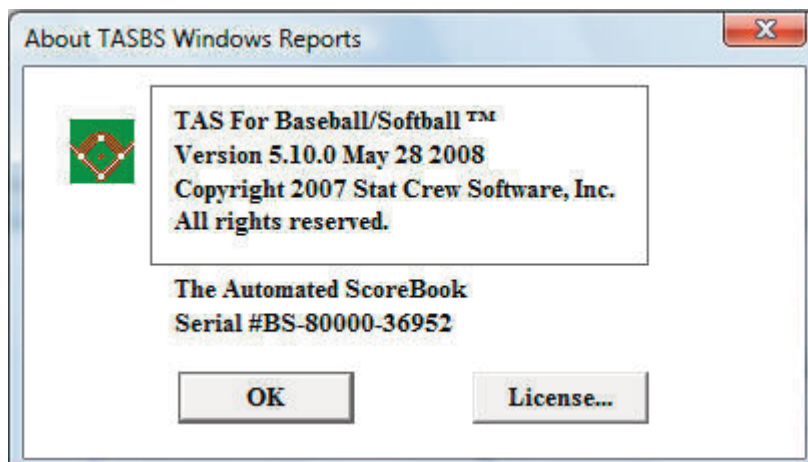 About TASBS Windows Reports
TAS For Baseball/Softball ™
Version 5.10.0 May 28 2008
Copyright 2007 Stat Crew Software, Inc.
All rights reserved.
The Automated ScoreBook
Serial #BS-80000-36952
OK
License...